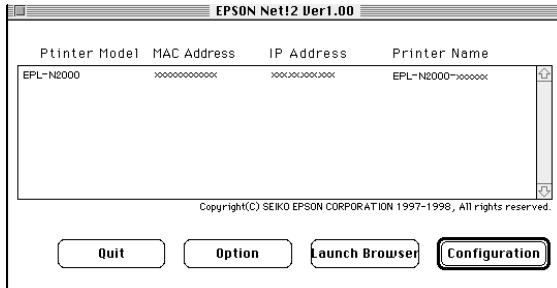 EPSON Net!2 Ver1.00
Ptinter Model MAC Address IP Address Printer Name
EPL-N2000 xxxxxxxxxxxx xxx.xx.xxx.xxx EPL-N2000-xxxxxx
Copyright(C) SEIKO EPSON CORPORATION 1997-1998, All rights reserved.
Quit Option Launch Browser Configuration